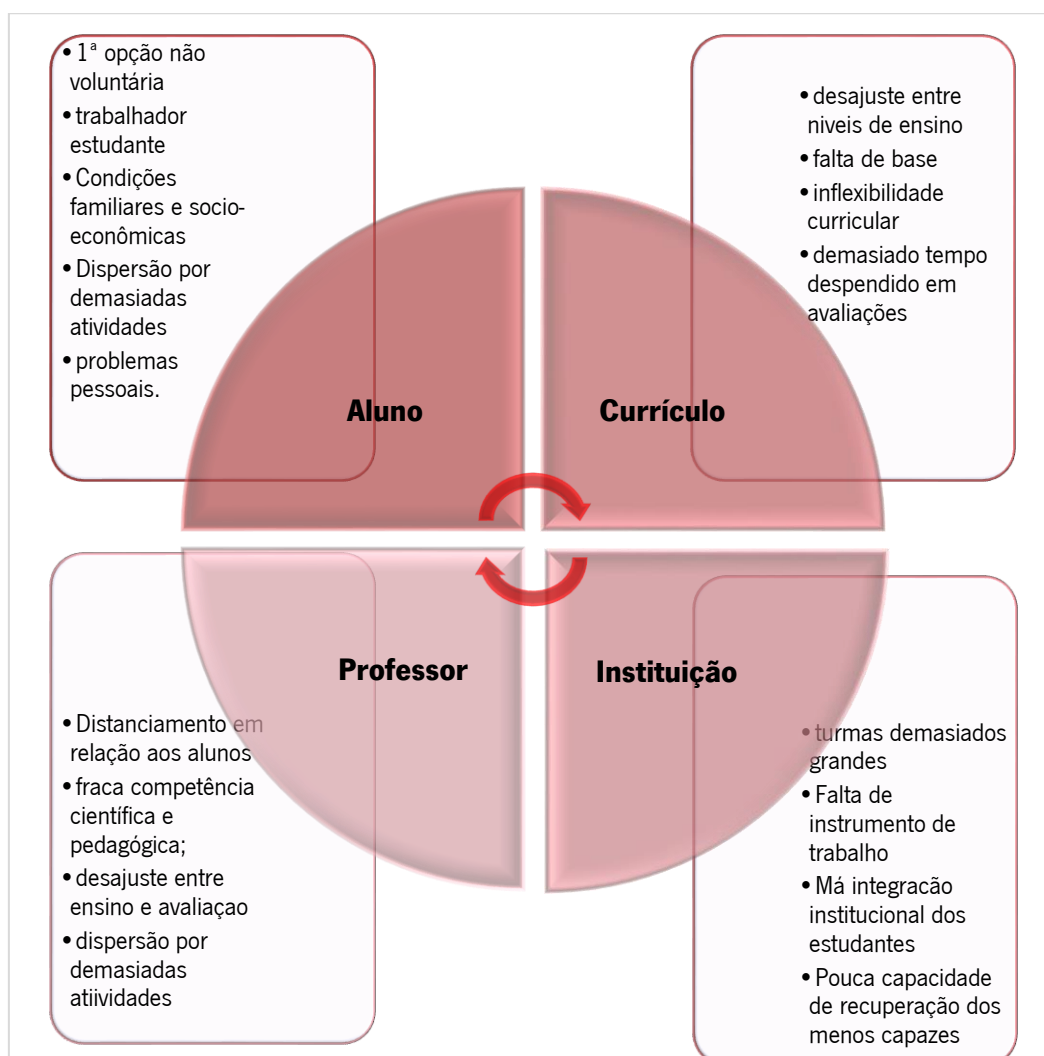 • 1ª opção não
voluntária
• trabalhador
estudante
• Condições
familiares e socio-
econômicas
• Dispersão por
demasiadas
atividades
• problemas
pessoais.
Aluno
• desajuste entre
niveis de ensino
• falta de base
• inflexibilidade
curricular
• demasiado tempo
despendido em
avaliações
Currículo
Professor
• Distanciamento em
relação aos alunos
• fraca competência
científica e
pedagógica;
• desajuste entre
ensino e avaliaçao
• dispersão por
demasiadas
atiividades
Instituição
• turmas demasiados
grandes
• Falta de
instrumento de
trabalho
• Má integracão
institucional dos
estudantes
• Pouca capacidade
de recuperação dos
menos capazes